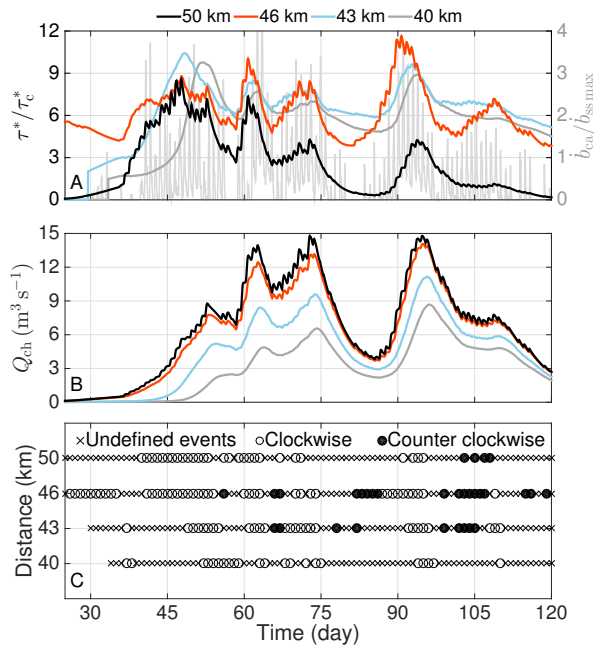 50 km 46 km 43 km 40 km
12
9
6
3
0
τ*/τc*
4
3
2
1
0
ḃca/ḃss max
A
15
12
9
6
3
0
Qch (m³ s⁻¹)
B
×Undefined events ○Clockwise ●Counter clockwise
50
46
43
40
Distance (km)
C
30 45 60 75 90 105 120
Time (day)